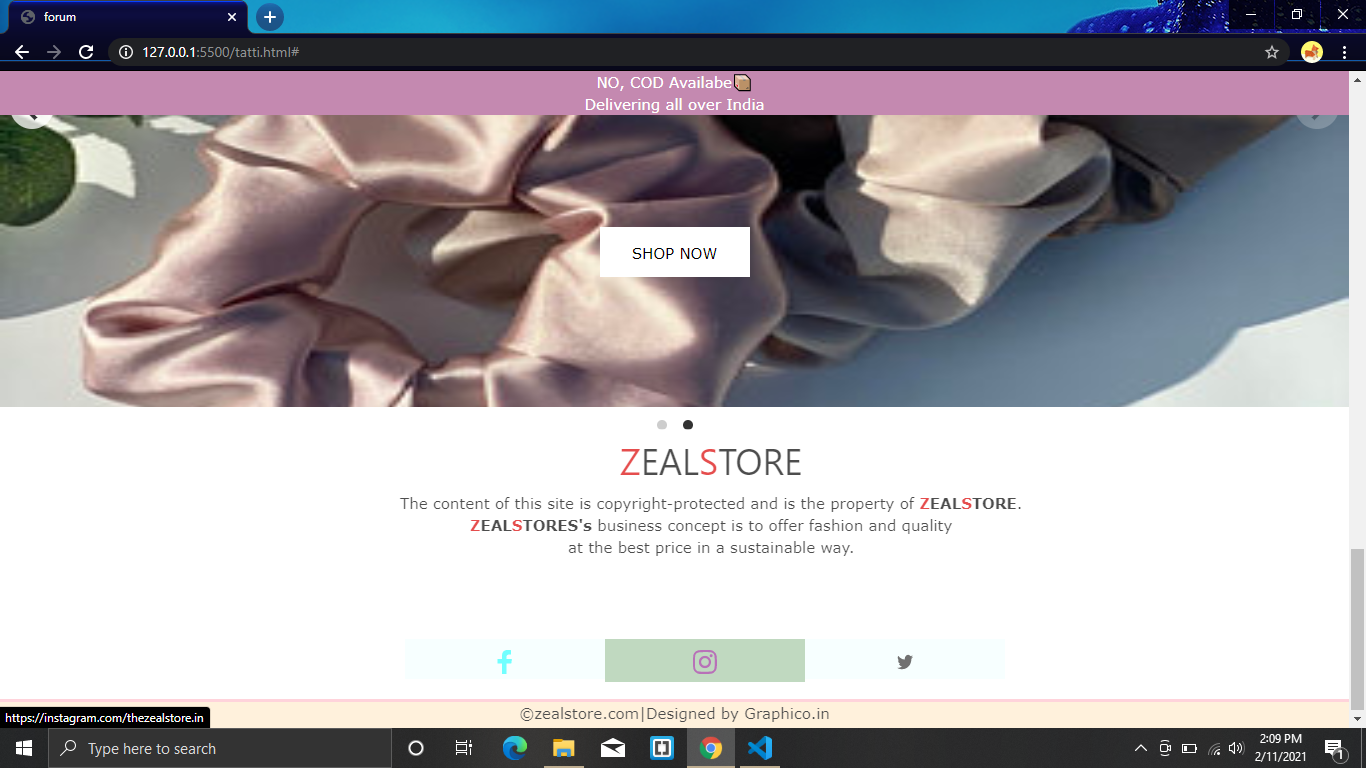 forum
127.0.0.1:5500/tatti.html#
NO, COD Availabe
Delivering all over India
SHOP NOW
ZEALSTORE
The content of this site is copyright-protected and is the property of ZEALSTORE.
ZEALSTORES's business concept is to offer fashion and quality
at the best price in a sustainable way.
©zealstore.com|Designed by Graphico.in
https://instagram.com/thezealstore.in
Type here to search
2:09 PM
2/11/2021
1